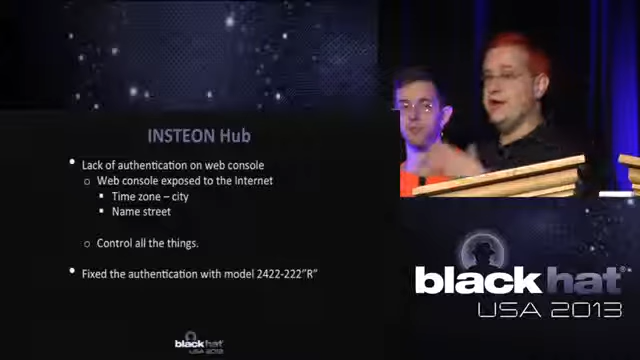 INSTEON Hub
• Lack of authentication on web console
o Web console exposed to the Internet
▪ Time zone – city
▪ Name street
o Control all the things.
• Fixed the authentication with model 2422-222"R"
black hat
USA 2013
black hat®
USA 2013